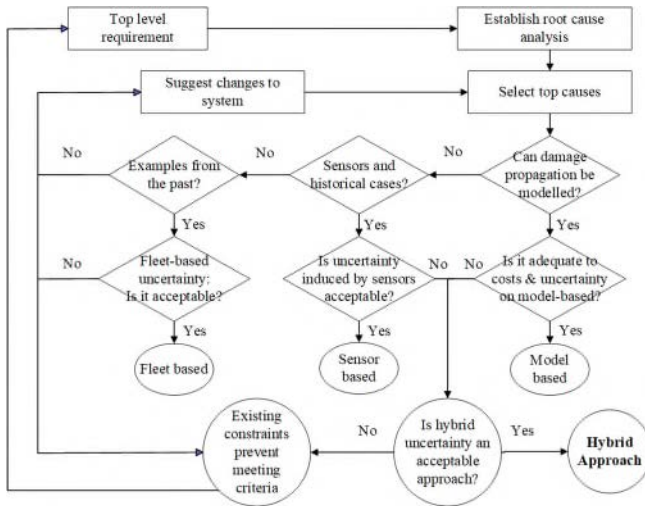 Top level
requirement
Establish root cause
analysis
Suggest changes to
system
Select top causes
No
Examples from
the past?
No
Sensors and
historical cases?
No
Can damage
propagation be
modelled?
Yes
Yes
Yes
No
Fleet-based
uncertainty:
Is it acceptable?
Is uncertainty
induced by sensors
acceptable?
No
No
Is it adequate to
costs & uncertainty
on model-based?
Yes
Yes
Yes
Fleet based
Sensor
based
Model
based
Existing
constraints
prevent
meeting
criteria
No
Is hybrid
uncertainty an
acceptable
approach?
Yes
Hybrid
Approach